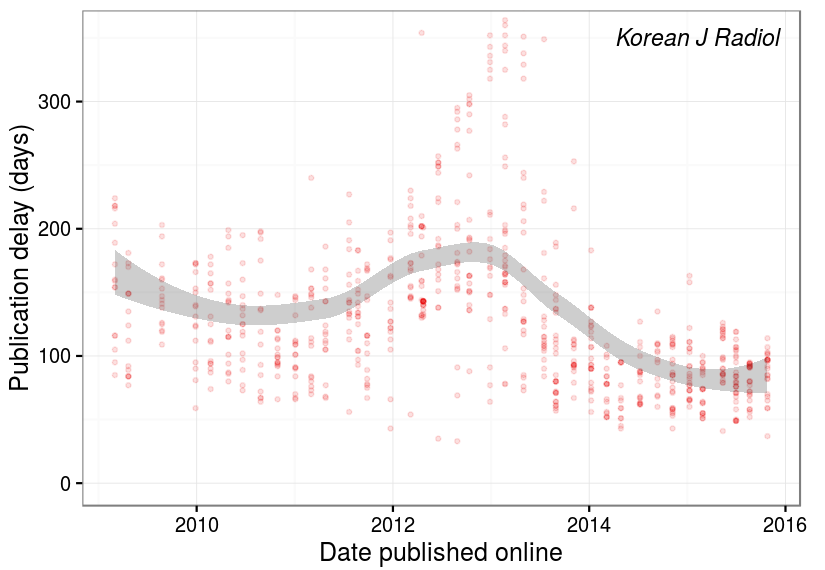 Korean J Radiol
Publication delay (days)
300
200
100
0
2010
2012
2014
2016
Date published online